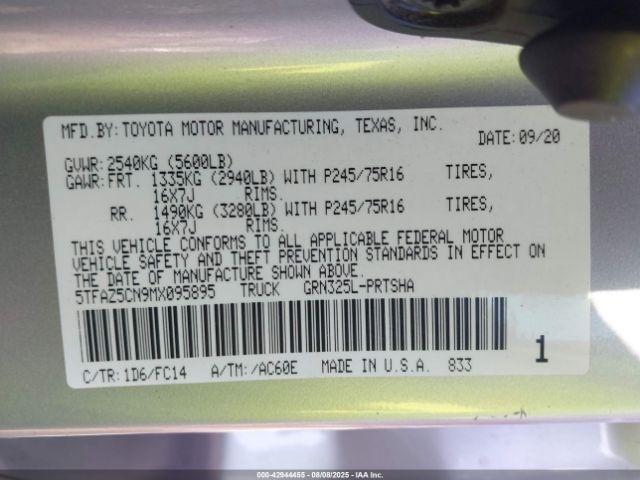 MFD.BY: TOYOTA MOTOR MANUFACTURING, TEXAS, INC.
DATE: 09/20
GVWR: 2540KG (5600LB)
GAWR: FRT. 1335KG (2940LB) WITH P245/75R16 TIRES,
16X7J RIMS.
RR. 1490KG (3280LB) WITH P245/75R16 TIRES,
16X7J RIMS.
THIS VEHICLE CONFORMS TO ALL APPLICABLE FEDERAL MOTOR
VEHICLE SAFETY AND THEFT PREVENTION STANDARDS IN EFFECT ON
THE DATE OF MANUFACTURE SHOWN ABOVE.
5TFAZ5CN9MX095895 TRUCK GRN325L-PRTSHA
1
C/TR: 1D6/FC14 A/TM: /AC60E MADE IN U.S.A. 833
000-42944455 - 08/08/2025 - IAAI.COM